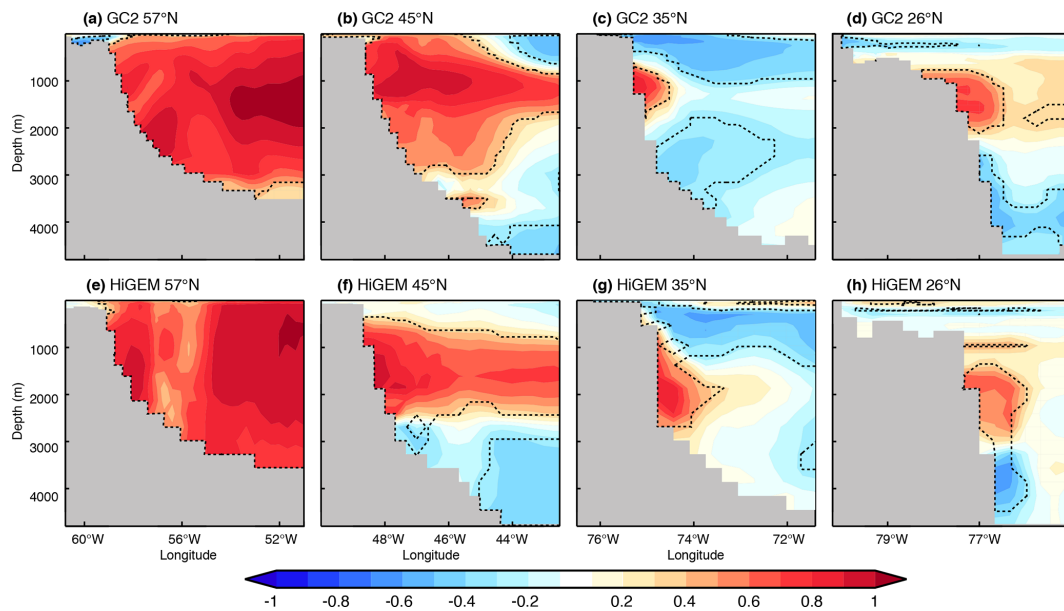 (a) GC2 57°N
(b) GC2 45°N
(c) GC2 35°N
(d) GC2 26°N
Depth (m)
1000
2000
3000
4000
(e) HiGEM 57°N
(f) HiGEM 45°N
(g) HiGEM 35°N
(h) HiGEM 26°N
Depth (m)
1000
2000
3000
4000
60°W 56°W 52°W
48°W 46°W 44°W
76°W 74°W 72°W
79°W 77°W
Longitude Longitude Longitude Longitude
-1 -0.8 -0.6 -0.4 -0.2 0.2 0.4 0.6 0.8 1